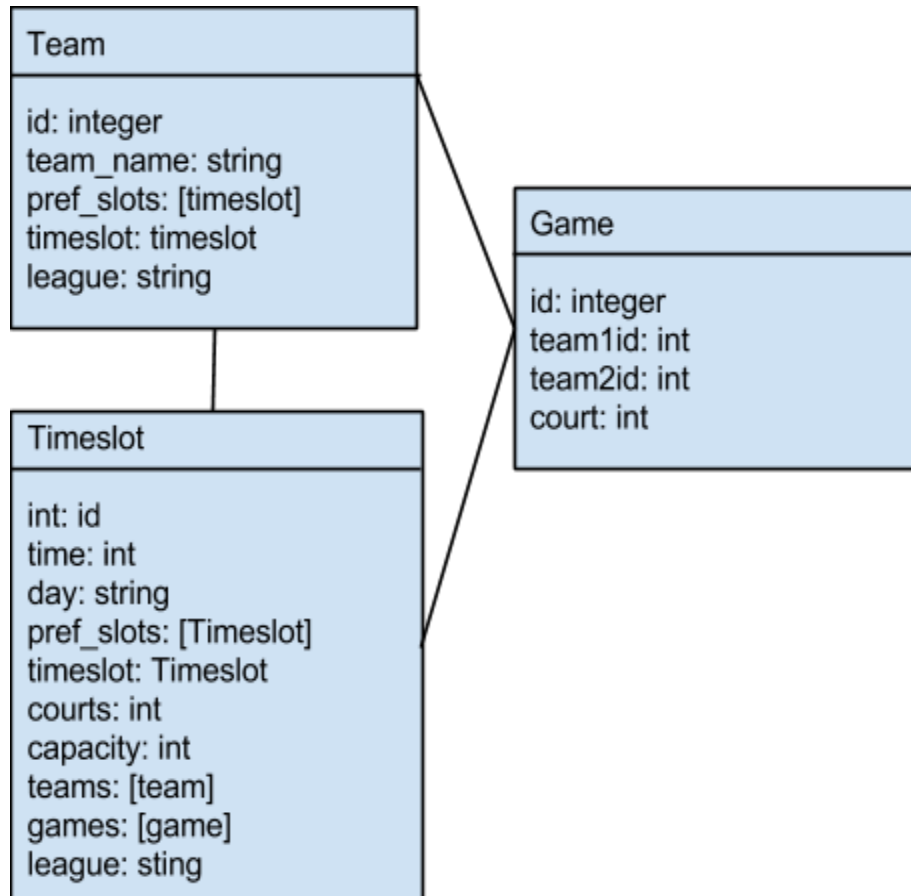 Team
id: integer
team_name: string
pref_slots: [timeslot]
timeslot: timeslot
league: string
Game
id: integer
team1id: int
team2id: int
court: int
Timeslot
int: id
time: int
day: string
pref_slots: [Timeslot]
timeslot: Timeslot
courts: int
capacity: int
teams: [team]
games: [game]
league: sting